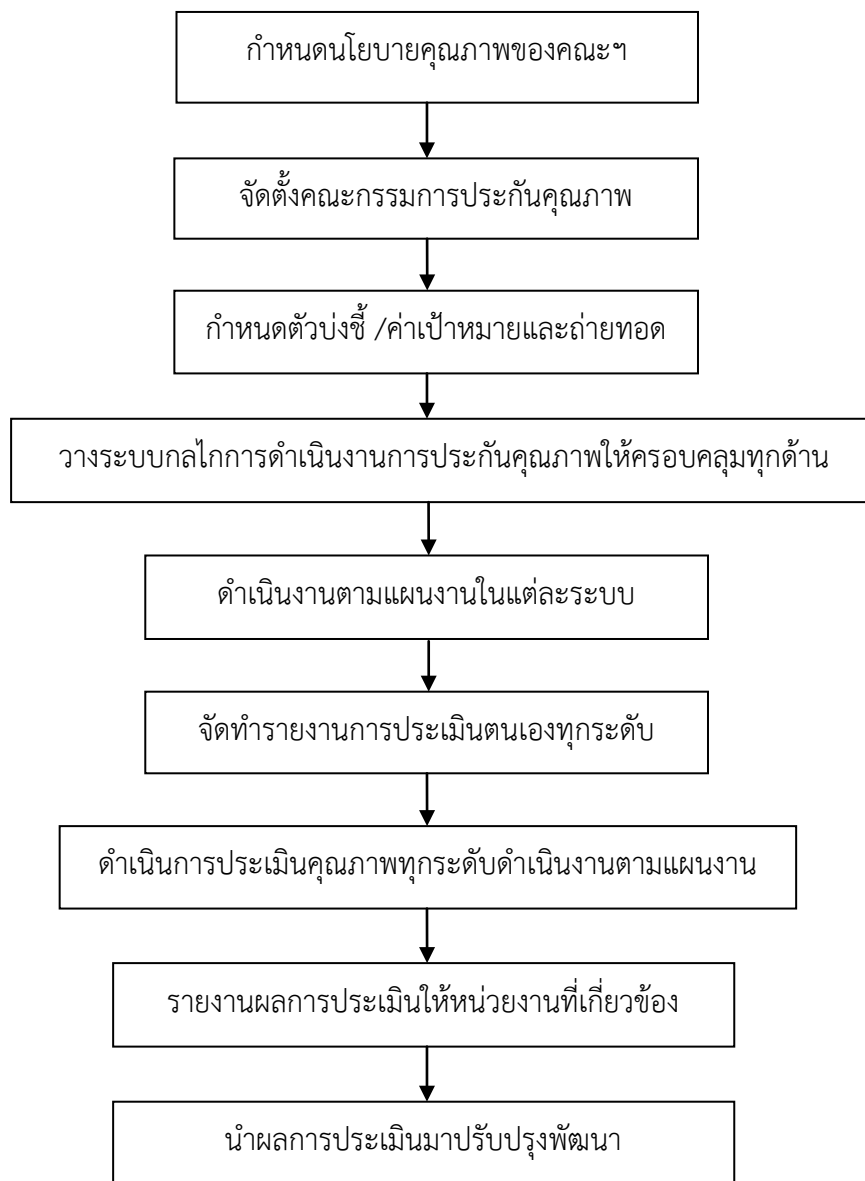 กำหนดนโยบายคุณภาพของคณะฯ
จัดตั้งคณะกรรมการประกันคุณภาพ
กำหนดตัวบ่งชี้ /ค่าเป้าหมายและถ่ายทอด
วางระบบกลไกการดำเนินงานการประกันคุณภาพให้ครอบคลุมทุกด้าน
ดำเนินงานตามแผนงานในแต่ละระบบ
จัดทำรายงานการประเมินตนเองทุกระดับ
ดำเนินการประเมินคุณภาพทุกระดับดำเนินงานตามแผนงาน
รายงานผลการประเมินให้หน่วยงานที่เกี่ยวข้อง
นำผลการประเมินมาปรับปรุงพัฒนา